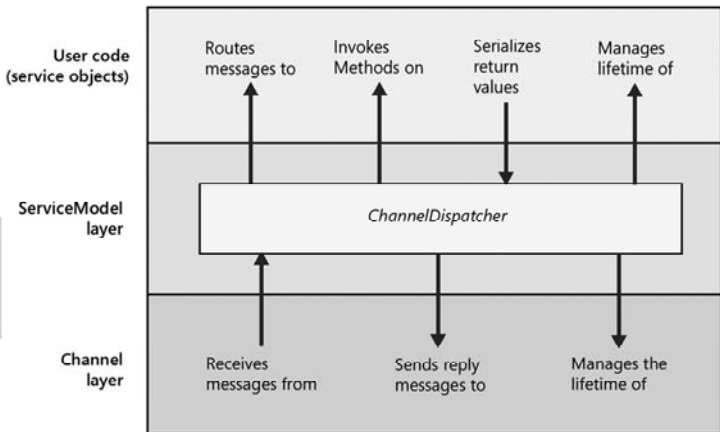 User code
(service objects)
Routes
messages to
Invokes
Methods on
Serializes
return
values
Manages
lifetime of
ServiceModel
layer
ChannelDispatcher
Channel
layer
Receives
messages from
Sends reply
messages to
Manages the
lifetime of